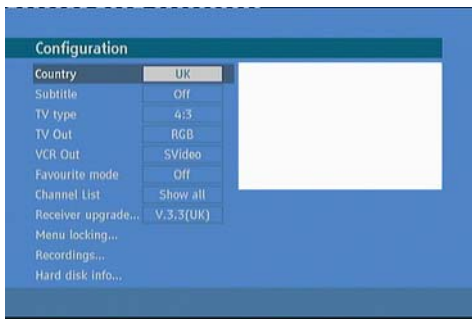 Configuration
Country UK
Subtitle Off
TV type 4:3
TV Out RGB
VCR Out SVideo
Favourite mode Off
Channel List Show all
Receiver upgrade... V.3.3(UK)
Menu locking...
Recordings...
Hard disk info...